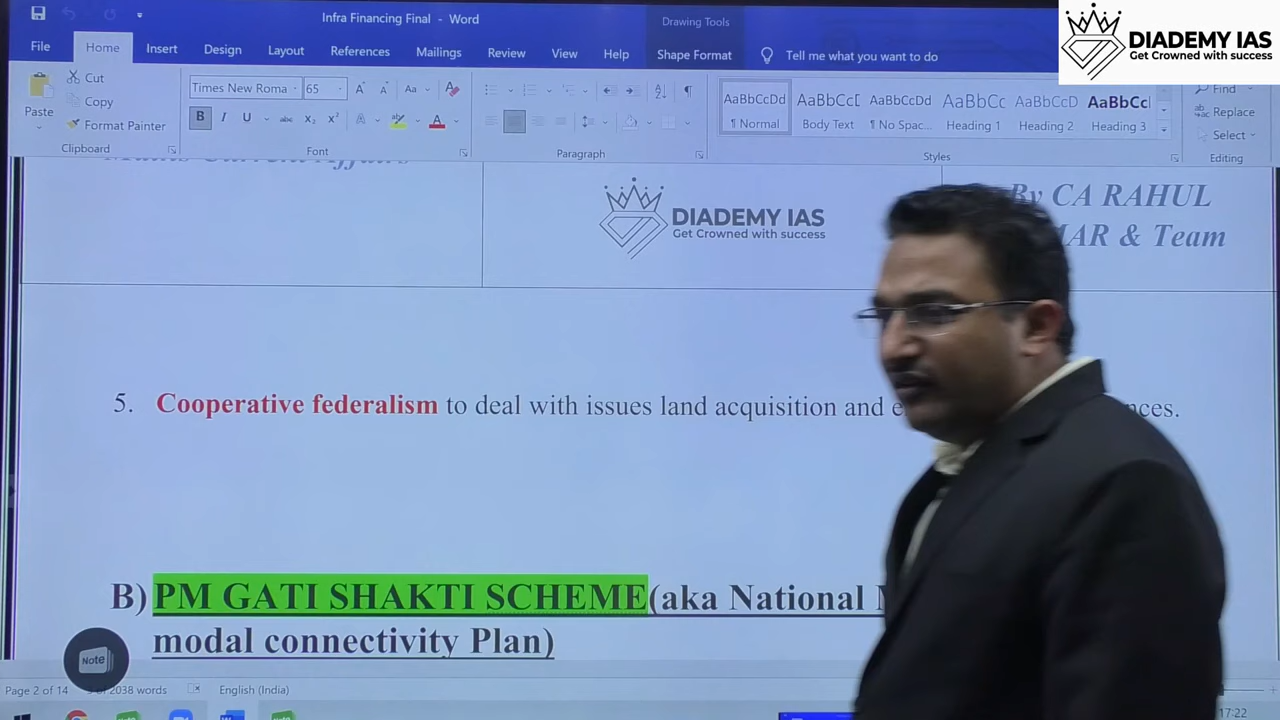 Infra Financing Final - Word
Drawing Tools
DIADEMY IAS
Get Crowned with success
File Home Insert Design Layout References Mailings Review View Help Shape Format Tell me what you want to do
Paste
Cut
Copy
Format Painter
Clipboard
Times New Roma 65
B I U abc X₂ X² A A
Font
Paragraph
AaBbCcDd AaBbCcD AaBbCcDd AaBbCc AaBbCcD AaBbCc
¶ Normal Body Text ¶ No Spac... Heading 1 Heading 2 Heading 3
Styles
Find
Replace
Select
Editing
DIADEMY IAS
Get Crowned with success
By CA RAHUL
& Team
5. Cooperative federalism to deal with issues land acquisition and
B) PM GATI SHAKTI SCHEME(aka National
modal connectivity Plan)
Note
Page 2 of 14 2038 words English (India)
17:22